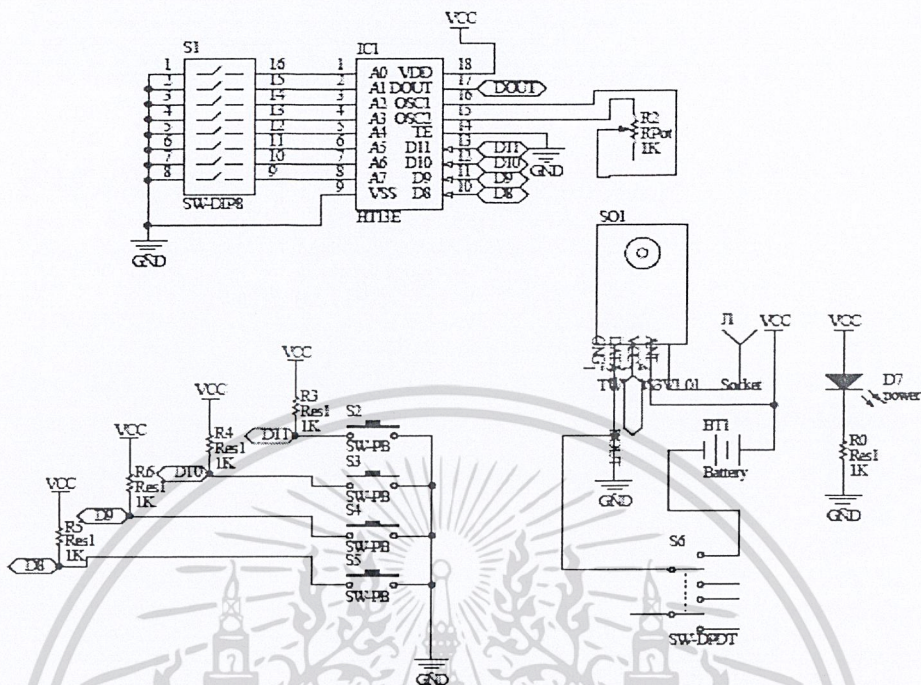 VCC
S1
IC1
1 16 1 A0 VDD 18
2 15 2 A1 DOUT 17 DOUT
3 14 3 A2 OSC1 16
4 13 4 A3 OSC2 15
5 12 5 A4 TE 14
6 11 6 A5 D11 13 D11
7 10 7 A6 D10 12 D10
8 9 8 A7 D9 11 D9
9 VSS D8 10 D8
SW-DIP8
GND
R2
RPot
1K
GND
SO1
J1
VCC
VCC
Socket
D7
power
BT1
Battery
R0
Res1
1K
GND
GND
S6
SW-DPDT
VCC
R3
Res1
1K
D11
S2
SW-PB
VCC
R4
Res1
1K
D10
S3
SW-PB
VCC
R6
Res1
1K
D9
S4
SW-PB
VCC
R5
Res1
1K
D8
S5
SW-PB
GND